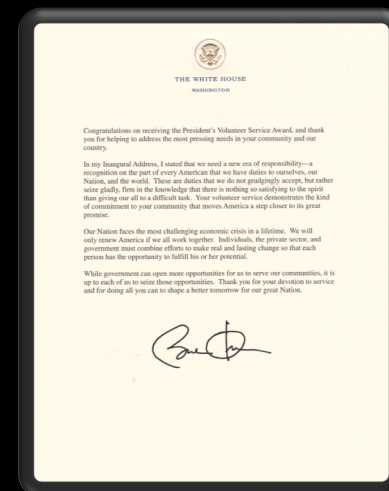 THE WHITE HOUSE
WASHINGTON
Congratulations on receiving the President's Volunteer Service Award, and thank
you for helping to address the most pressing needs in your community and our
country.
In my Inaugural Address, I stated that we need a new era of responsibility—a
recognition on the part of every American that we have duties to ourselves, our
Nation, and the world. These are duties that we do not grudgingly accept, but rather
seize gladly, firm in the knowledge that there is nothing so satisfying to the spirit
than giving our all to a difficult task. Your volunteer service demonstrates the kind
of commitment to your community that moves America a step closer to its great
promise.
Our Nation faces the most challenging economic crisis in a lifetime. We will
only renew America if we all work together. Individuals, the private sector, and
government must combine efforts to make real and lasting change so that each
person has the opportunity to fulfill his or her potential.
While government can open more opportunities for us to serve our communities, it is
up to each of us to seize those opportunities. Thank you for your devotion to service
and for doing all you can to shape a better tomorrow for our great Nation.